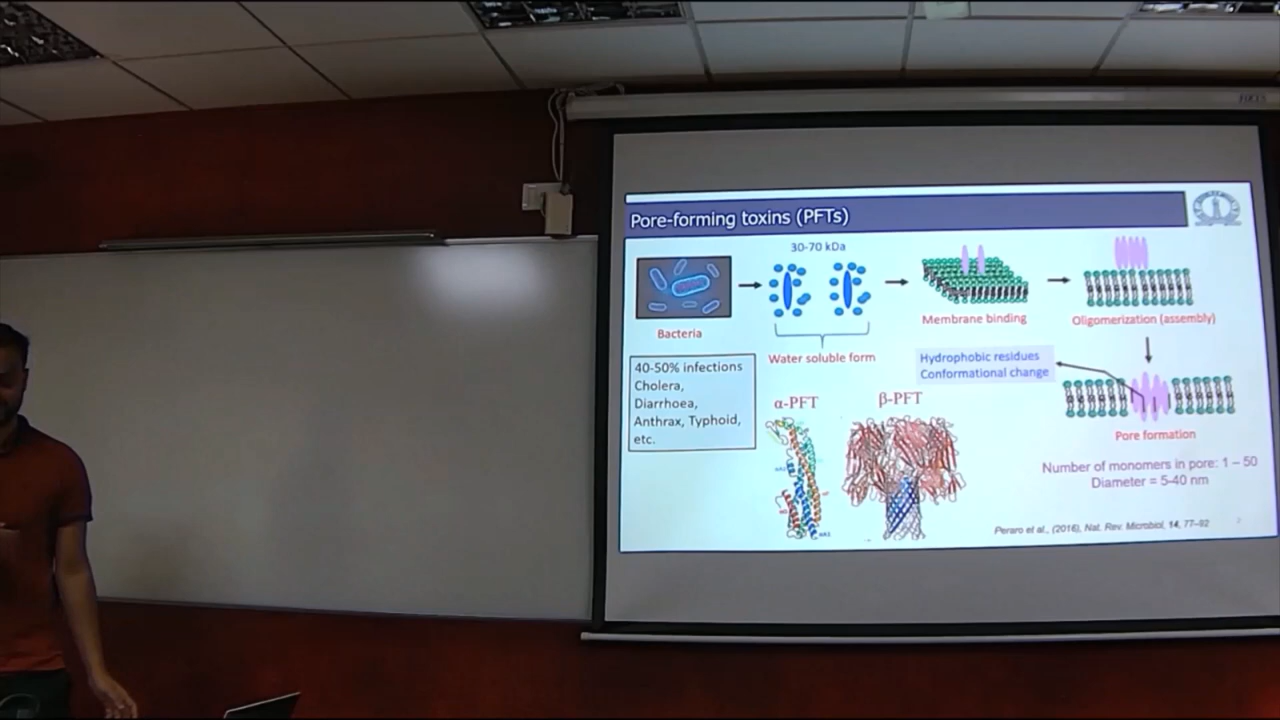 Pore-forming toxins (PFTs)
30-70 kDa
Bacteria
Water soluble form
Membrane binding
Oligomerization (assembly)
Hydrophobic residues
Conformational change
Pore formation
40-50% infections
Cholera,
Diarrhoea,
Anthrax, Typhoid,
etc.
α-PFT
β-PFT
Number of monomers in pore: 1 – 50
Diameter = 5-40 nm
Peraro et al., (2016), Nat. Rev. Microbiol, 14, 77–92
2